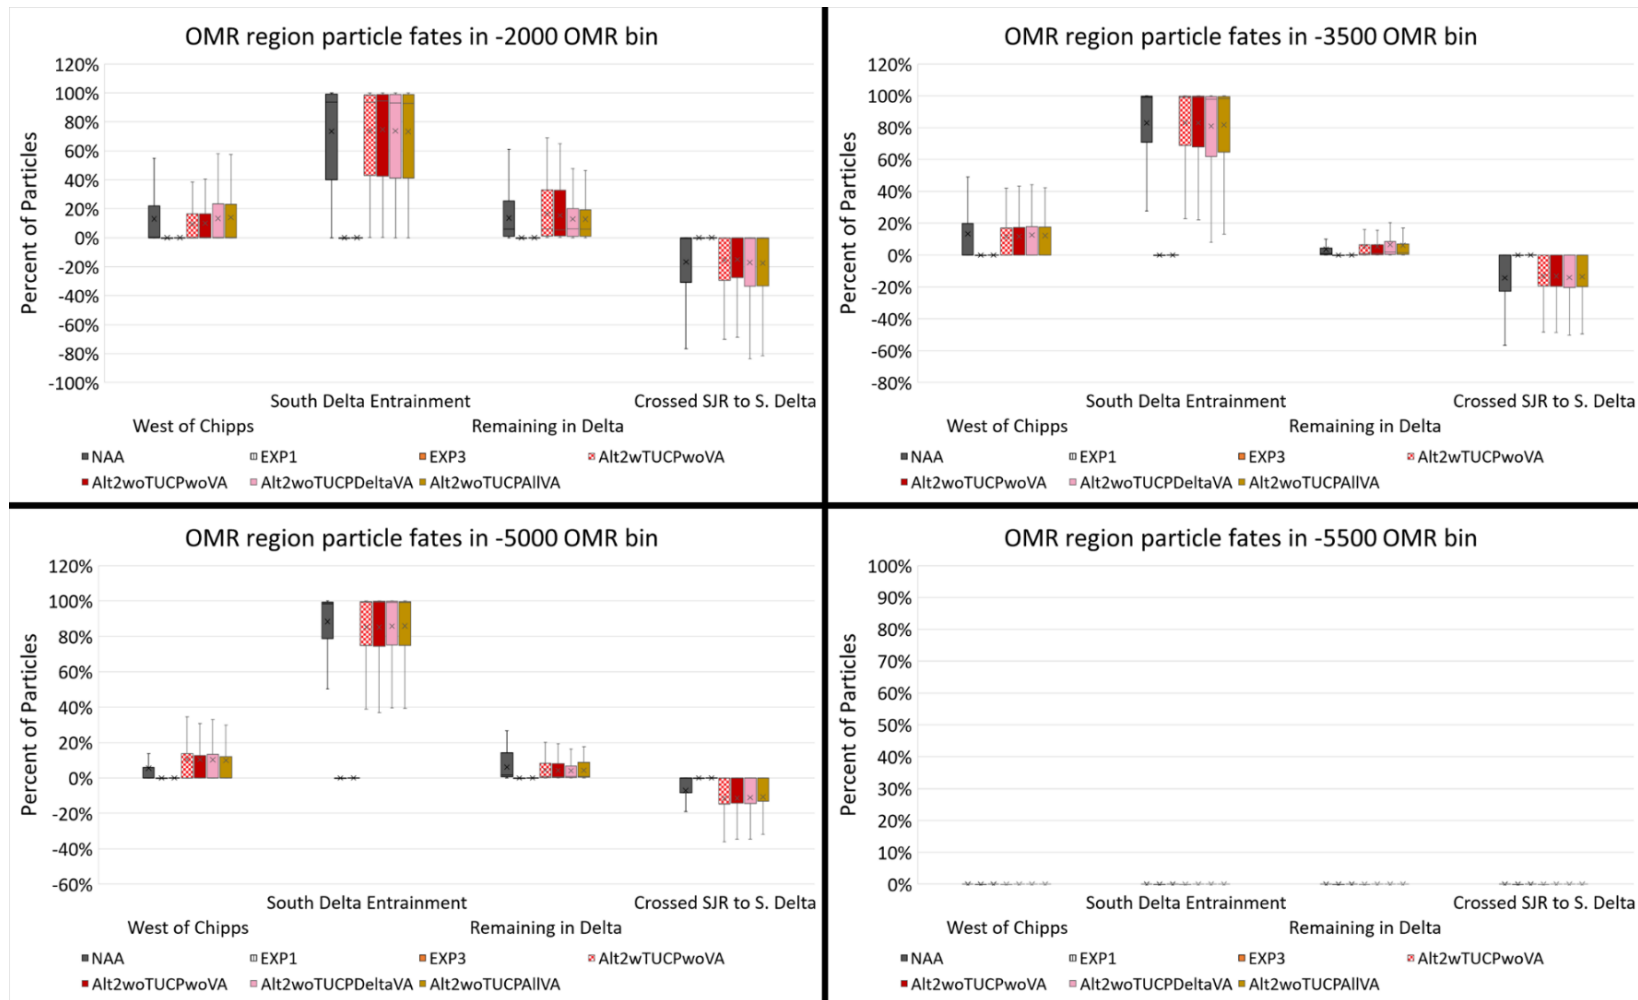 OMR region particle fates in -2000 OMR bin
120%
100%
80%
60%
40%
20%
0%
-20%
-40%
-60%
-80%
-100%
Percent of Particles
South Delta Entrainment
Crossed SJR to S. Delta
West of Chipps
Remaining in Delta
NAA
EXP1
EXP3
Alt2wTUCPwoVA
Alt2woTUCPwoVA
Alt2woTUCPDeltaVA
Alt2woTUCPAllVA
OMR region particle fates in -3500 OMR bin
120%
100%
80%
60%
40%
20%
0%
-20%
-40%
-60%
-80%
Percent of Particles
South Delta Entrainment
Crossed SJR to S. Delta
West of Chipps
Remaining in Delta
NAA
EXP1
EXP3
Alt2wTUCPwoVA
Alt2woTUCPwoVA
Alt2woTUCPDeltaVA
Alt2woTUCPAllVA
OMR region particle fates in -5000 OMR bin
120%
100%
80%
60%
40%
20%
0%
-20%
-40%
-60%
Percent of Particles
South Delta Entrainment
Crossed SJR to S. Delta
West of Chipps
Remaining in Delta
NAA
EXP1
EXP3
Alt2wTUCPwoVA
Alt2woTUCPwoVA
Alt2woTUCPDeltaVA
Alt2woTUCPAllVA
OMR region particle fates in -5500 OMR bin
100%
90%
80%
70%
60%
50%
40%
30%
20%
10%
0%
Percent of Particles
South Delta Entrainment
Crossed SJR to S. Delta
West of Chipps
Remaining in Delta
NAA
EXP1
EXP3
Alt2wTUCPwoVA
Alt2woTUCPwoVA
Alt2woTUCPDeltaVA
Alt2woTUCPAllVA